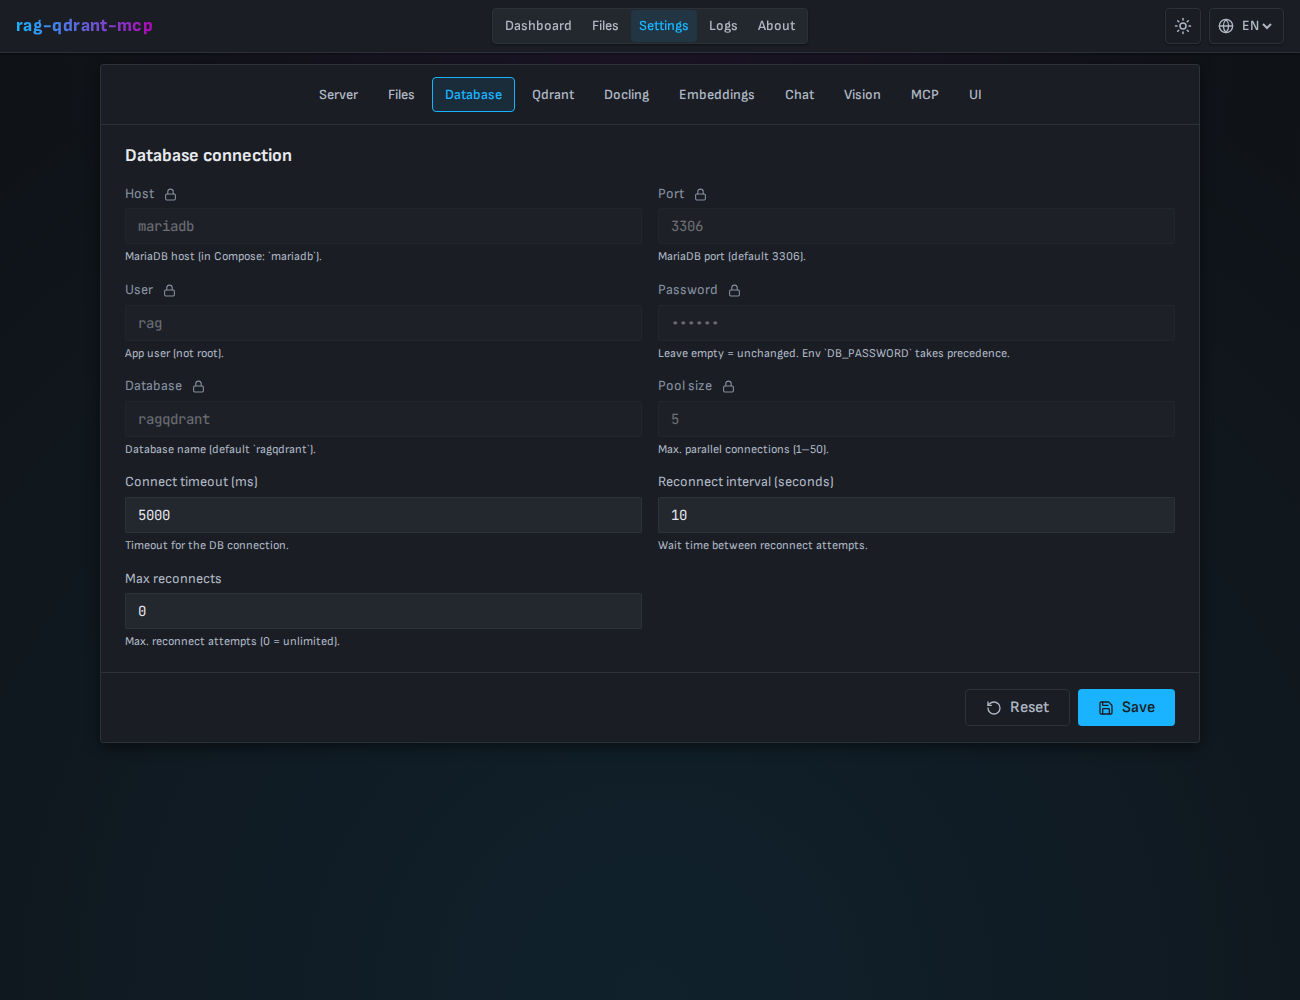 rag-qdrant-mcp
Dashboard Files Settings Logs About
EN
Server Files Database Qdrant Docling Embeddings Chat Vision MCP UI
Database connection
Host
mariadb
MariaDB host (in Compose: `mariadb`).
Port
3306
MariaDB port (default 3306).
User
rag
App user (not root).
Password
••••••
Leave empty = unchanged. Env `DB_PASSWORD` takes precedence.
Database
ragqdrant
Database name (default `ragqdrant`).
Pool size
5
Max. parallel connections (1–50).
Connect timeout (ms)
5000
Timeout for the DB connection.
Reconnect interval (seconds)
10
Wait time between reconnect attempts.
Max reconnects
0
Max. reconnect attempts (0 = unlimited).
Reset
Save